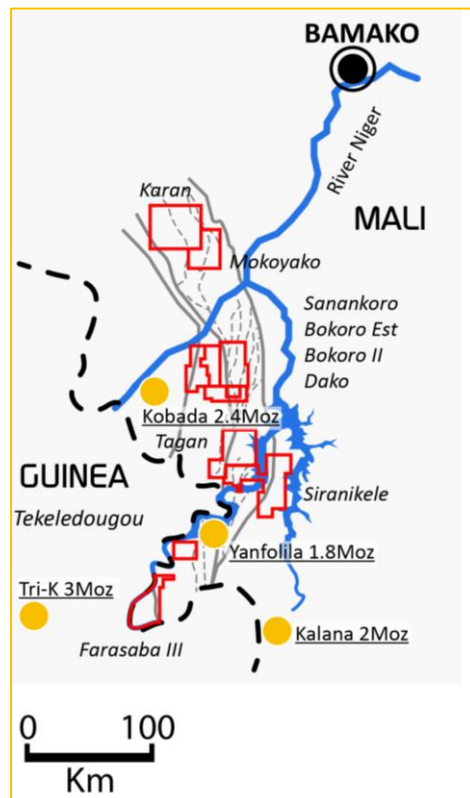 BAMAKO
River Niger
Karan
MALI
Mokoyako
Sanankoro
Bokoro Est
Bokoro II
Dako
Kobada 2.4Moz
Tagan
GUINEA
Siranikele
Tekeledougou
Yanfolila 1.8Moz
Tri-K 3Moz
Kalana 2Moz
Farasaba III
0 100
Km